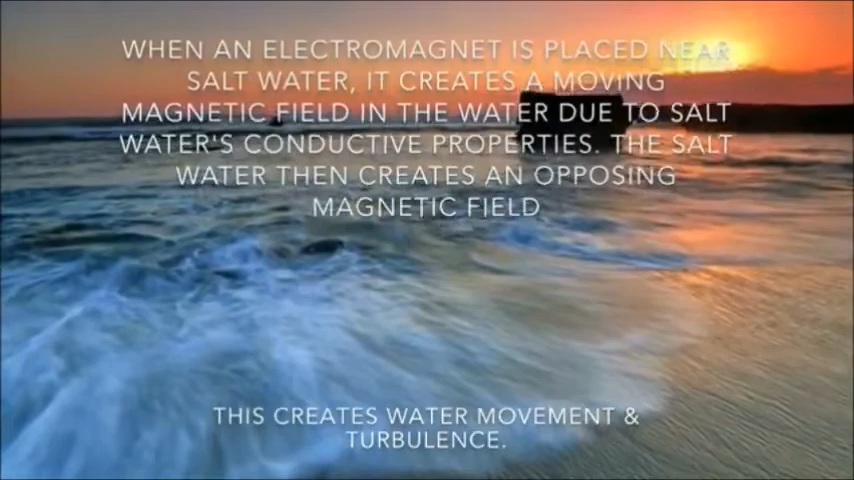 WHEN AN ELECTROMAGNET IS PLACED NEAR
SALT WATER, IT CREATES A MOVING
MAGNETIC FIELD IN THE WATER DUE TO SALT
WATER'S CONDUCTIVE PROPERTIES. THE SALT
WATER THEN CREATES AN OPPOSING
MAGNETIC FIELD
THIS CREATES WATER MOVEMENT &
TURBULENCE.